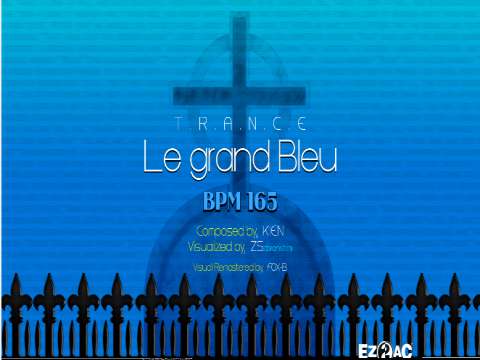 T.R.A.N.C.E
Le grand Bleu
BPM 165
Composed by, KEN
Visualized by, ZS
Visual Remastered by, FOX-B
EZ2AC